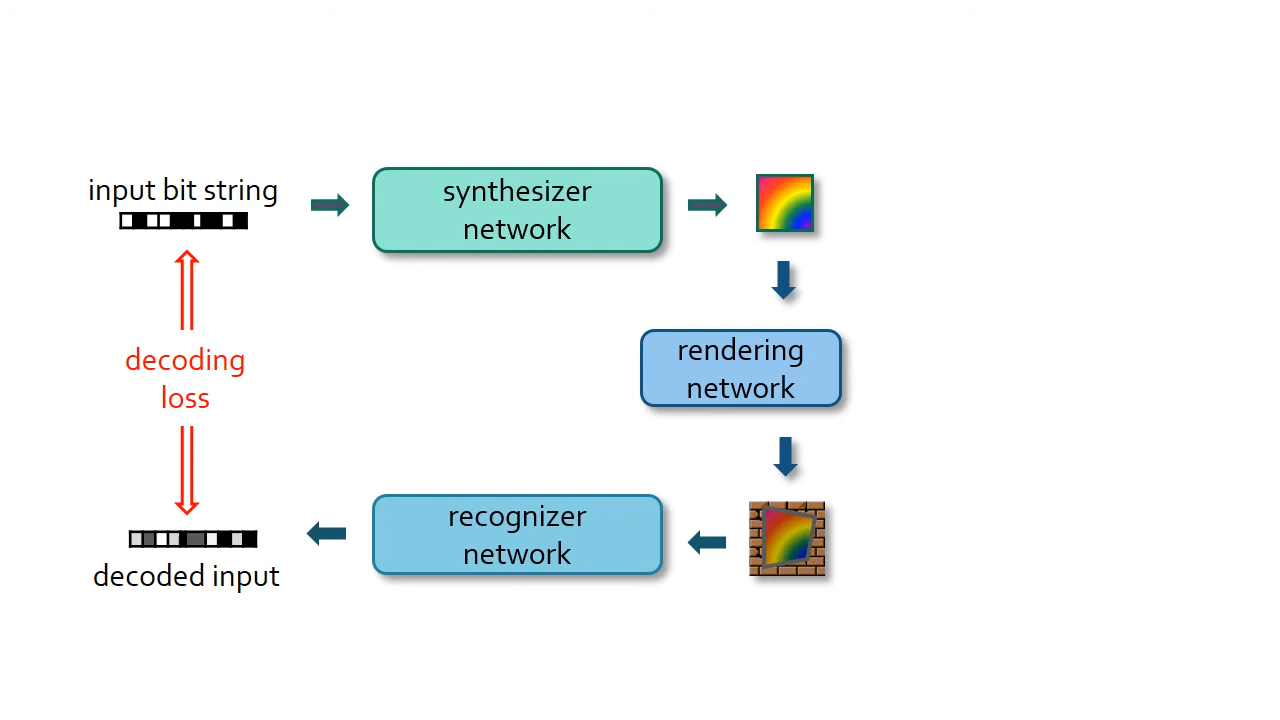 input bit string
synthesizer
network
rendering
network
decoding
loss
recognizer
network
decoded input